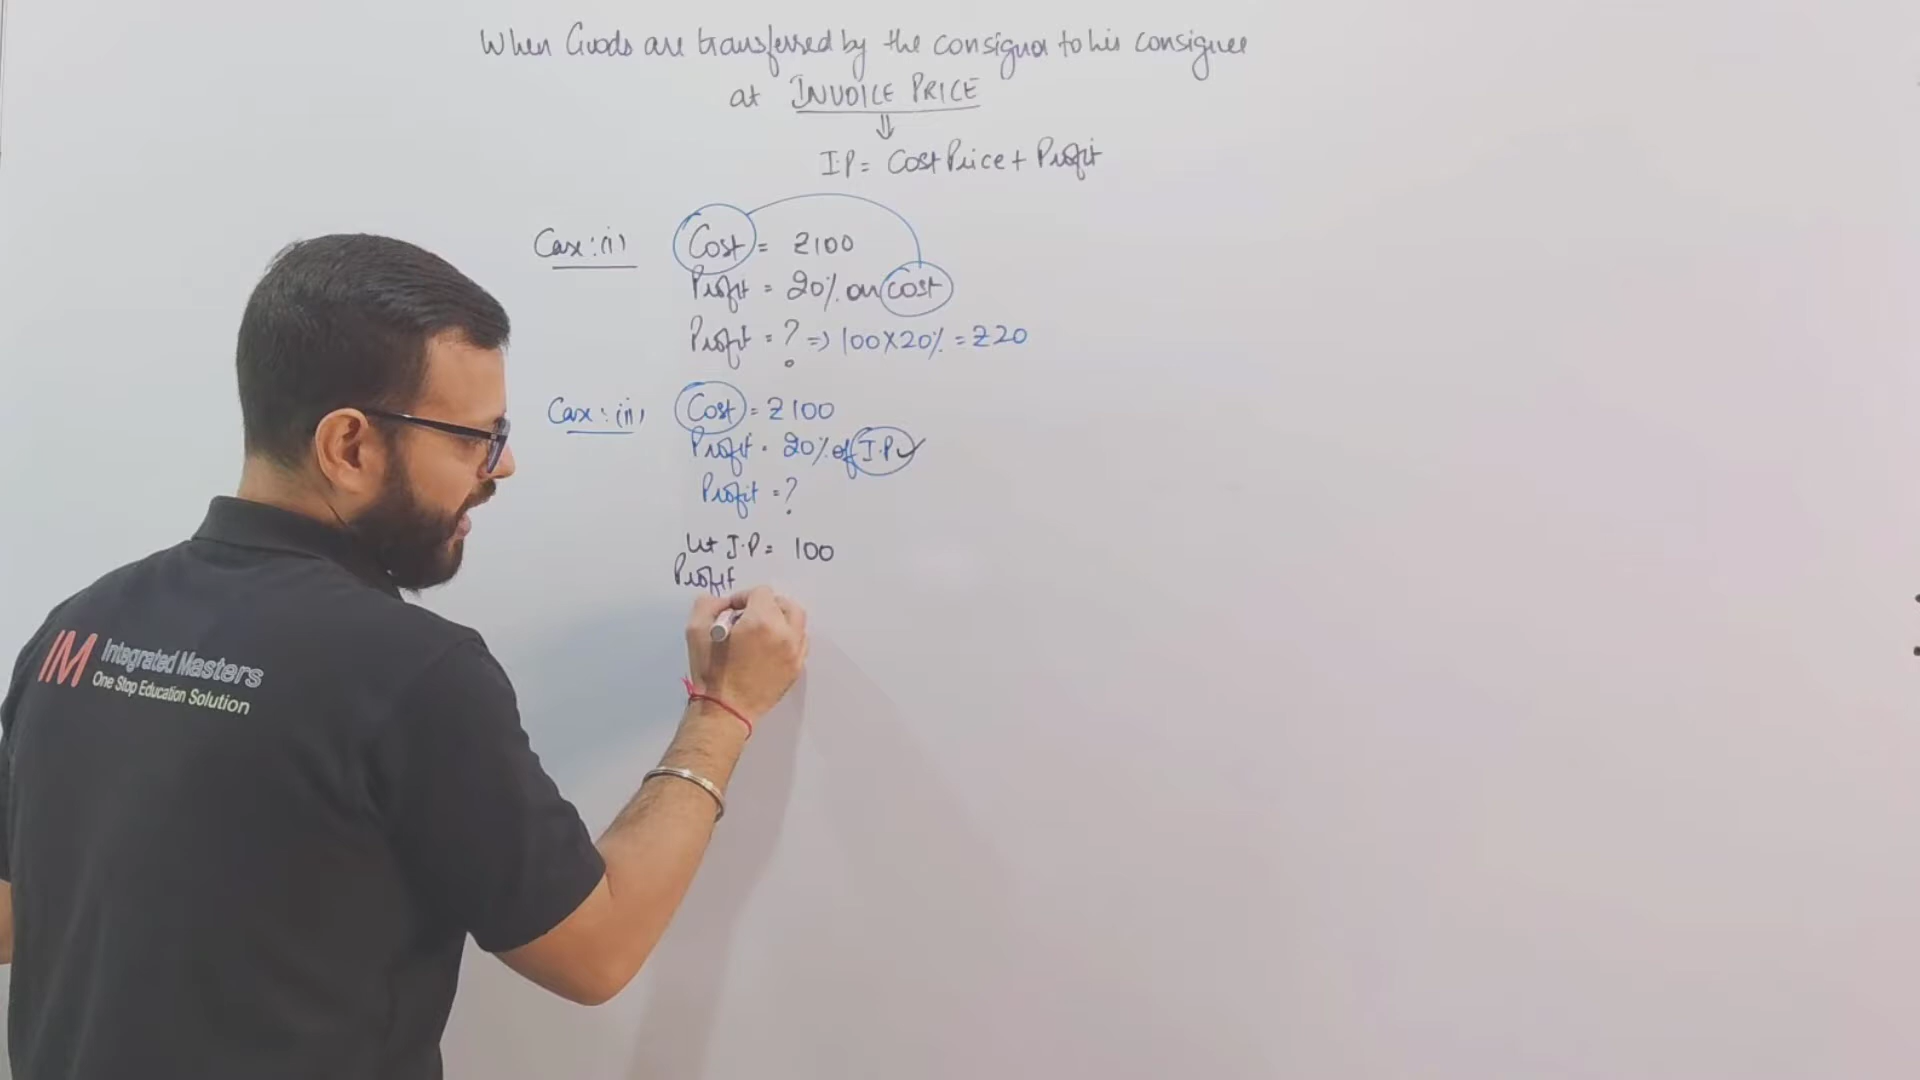 When Goods are transferred by the consignor to his consignee
at INVOICE PRICE
⇓
I.P = Cost Price + Profit
Case: (i) Cost = ₹100
Profit = 20% on cost
Profit = ? => 100X20% = ₹20
Case: (ii) Cost = ₹100
Profit = 20% of I.P ✓
Profit = ?
Let I.P = 100
Profit
IM Integrated Masters
One Stop Education Solution